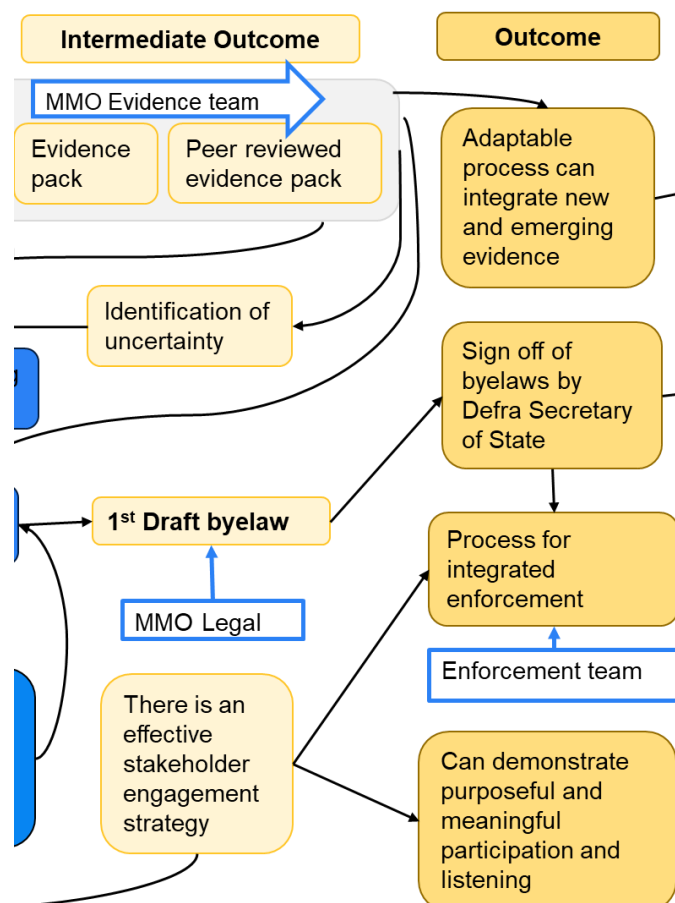 Intermediate Outcome
Outcome
MMO Evidence team
Evidence
pack
Peer reviewed
evidence pack
Adaptable
process can
integrate new
and emerging
evidence
Identification of
uncertainty
g
Sign off of
byelaws by
Defra Secretary
of State
1st Draft byelaw
Process for
integrated
enforcement
MMO Legal
Enforcement team
There is an
effective
stakeholder
engagement
strategy
Can demonstrate
purposeful and
meaningful
participation and
listening